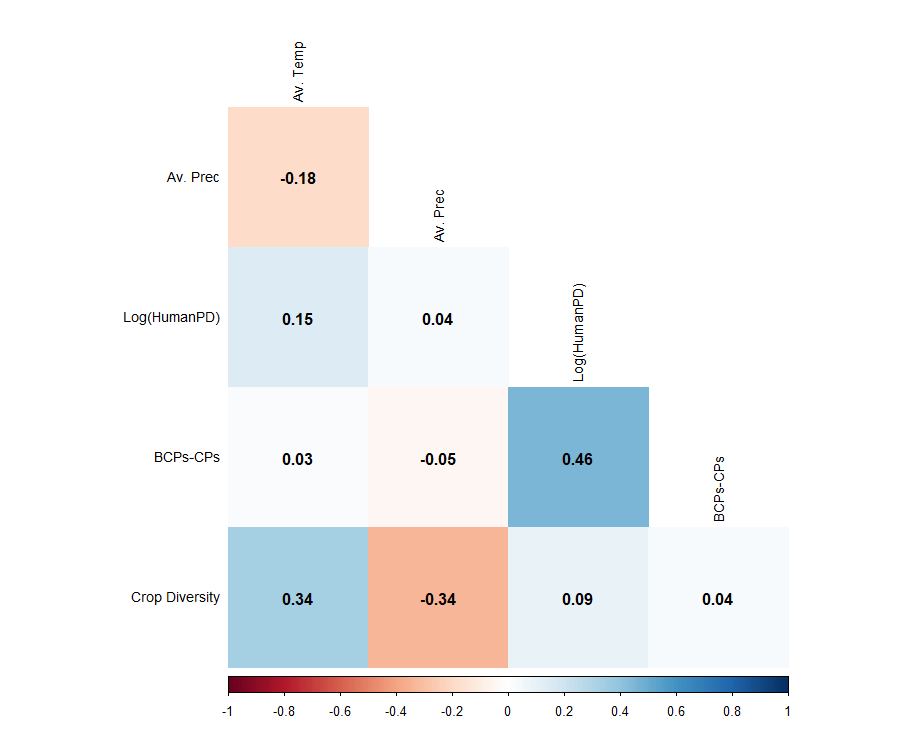 Av. Temp
Av. Prec
-0.18
Av. Prec
Log(HumanPD)
0.15
0.04
Log(HumanPD)
BCPs-CPs
0.03
-0.05
0.46
BCPs-CPs
Crop Diversity
0.34
-0.34
0.09
0.04
-1
-0.8
-0.6
-0.4
-0.2
0
0.2
0.4
0.6
0.8
1